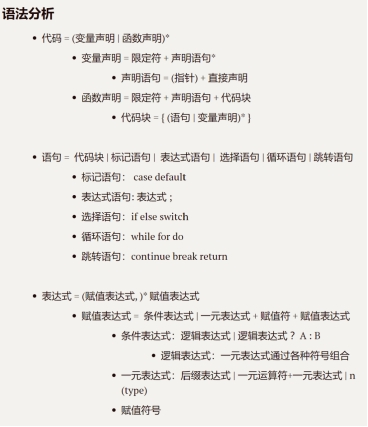 语法分析
代码 = (变量声明 | 函数声明)*
变量声明 = 限定符 + 声明语句*
声明语句 = (指针) + 直接声明
函数声明 = 限定符 + 声明语句 + 代码块
代码块 = { (语句 | 变量声明)* }
语句 = 代码块 | 标记语句 | 表达式语句 | 选择语句 | 循环语句 | 跳转语句
标记语句： case default
表达式语句: 表达式 ;
选择语句: if else switch
循环语句: while for do
跳转语句: continue break return
表达式 = (赋值表达式, )* 赋值表达式
赋值表达式 = 条件表达式 | 一元表达式 + 赋值符 + 赋值表达式
条件表达式: 逻辑表达式 | 逻辑表达式 ？ A : B
逻辑表达式: 一元表达式通过各种符号组合
一元表达式: 后缀表达式 | 一元运算符+一元表达式 | n
(type)
赋值符号